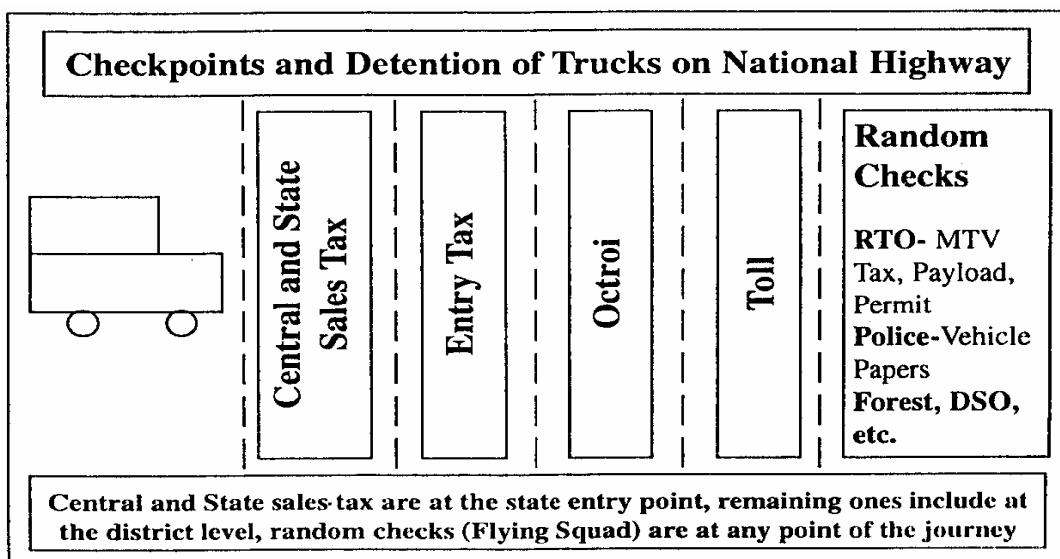 Checkpoints and Detention of Trucks on National Highway
Central and State
Sales Tax
Entry Tax
Octroi
Toll
Random
Checks
RTO- MTV
Tax, Payload,
Permit
Police-Vehicle
Papers
Forest, DSO,
etc.
Central and State sales-tax are at the state entry point, remaining ones include at
the district level, random checks (Flying Squad) are at any point of the journey